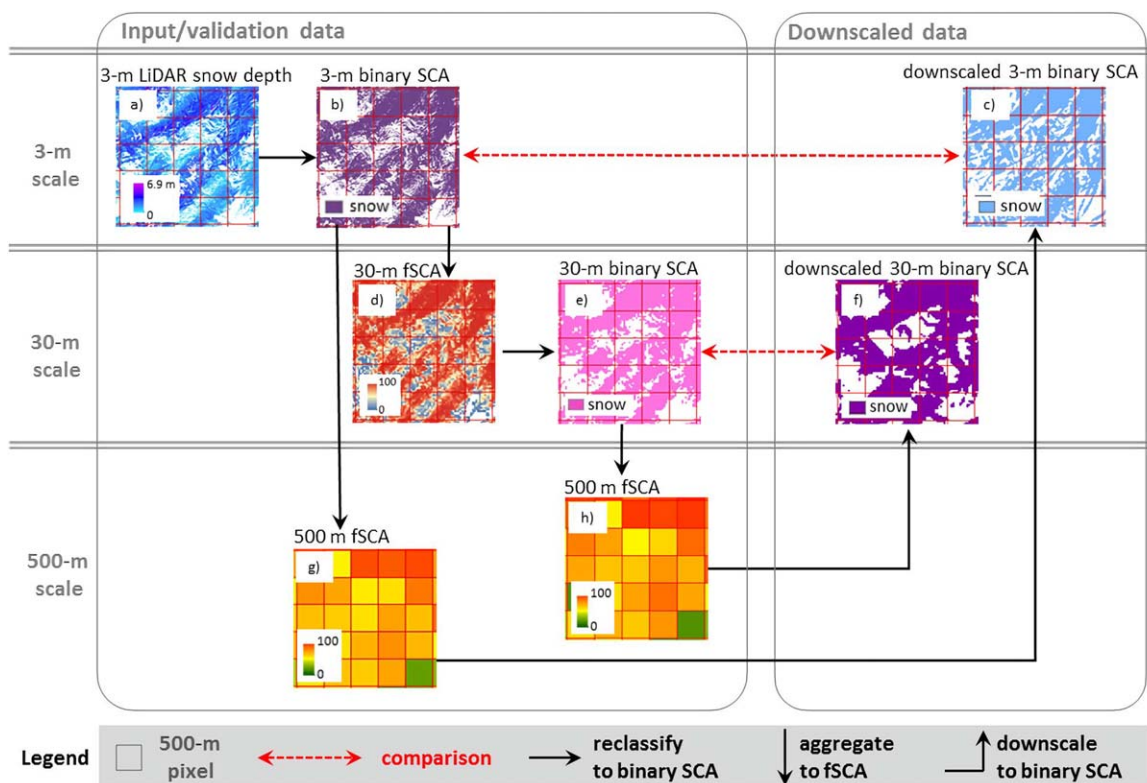 Input/validation data
Downscaled data
3-m LiDAR snow depth
3-m binary SCA
downscaled 3-m binary SCA
a)
b)
c)
3-m
scale
6.9 m
0
snow
snow
30-m fSCA
30-m binary SCA
downscaled 30-m binary SCA
d)
e)
f)
30-m
scale
100
0
snow
snow
500 m fSCA
h)
500 m fSCA
g)
500-m
scale
100
0
100
0
Legend
500-m
pixel
comparison
reclassify
to binary SCA
aggregate
to fSCA
downscale
to binary SCA